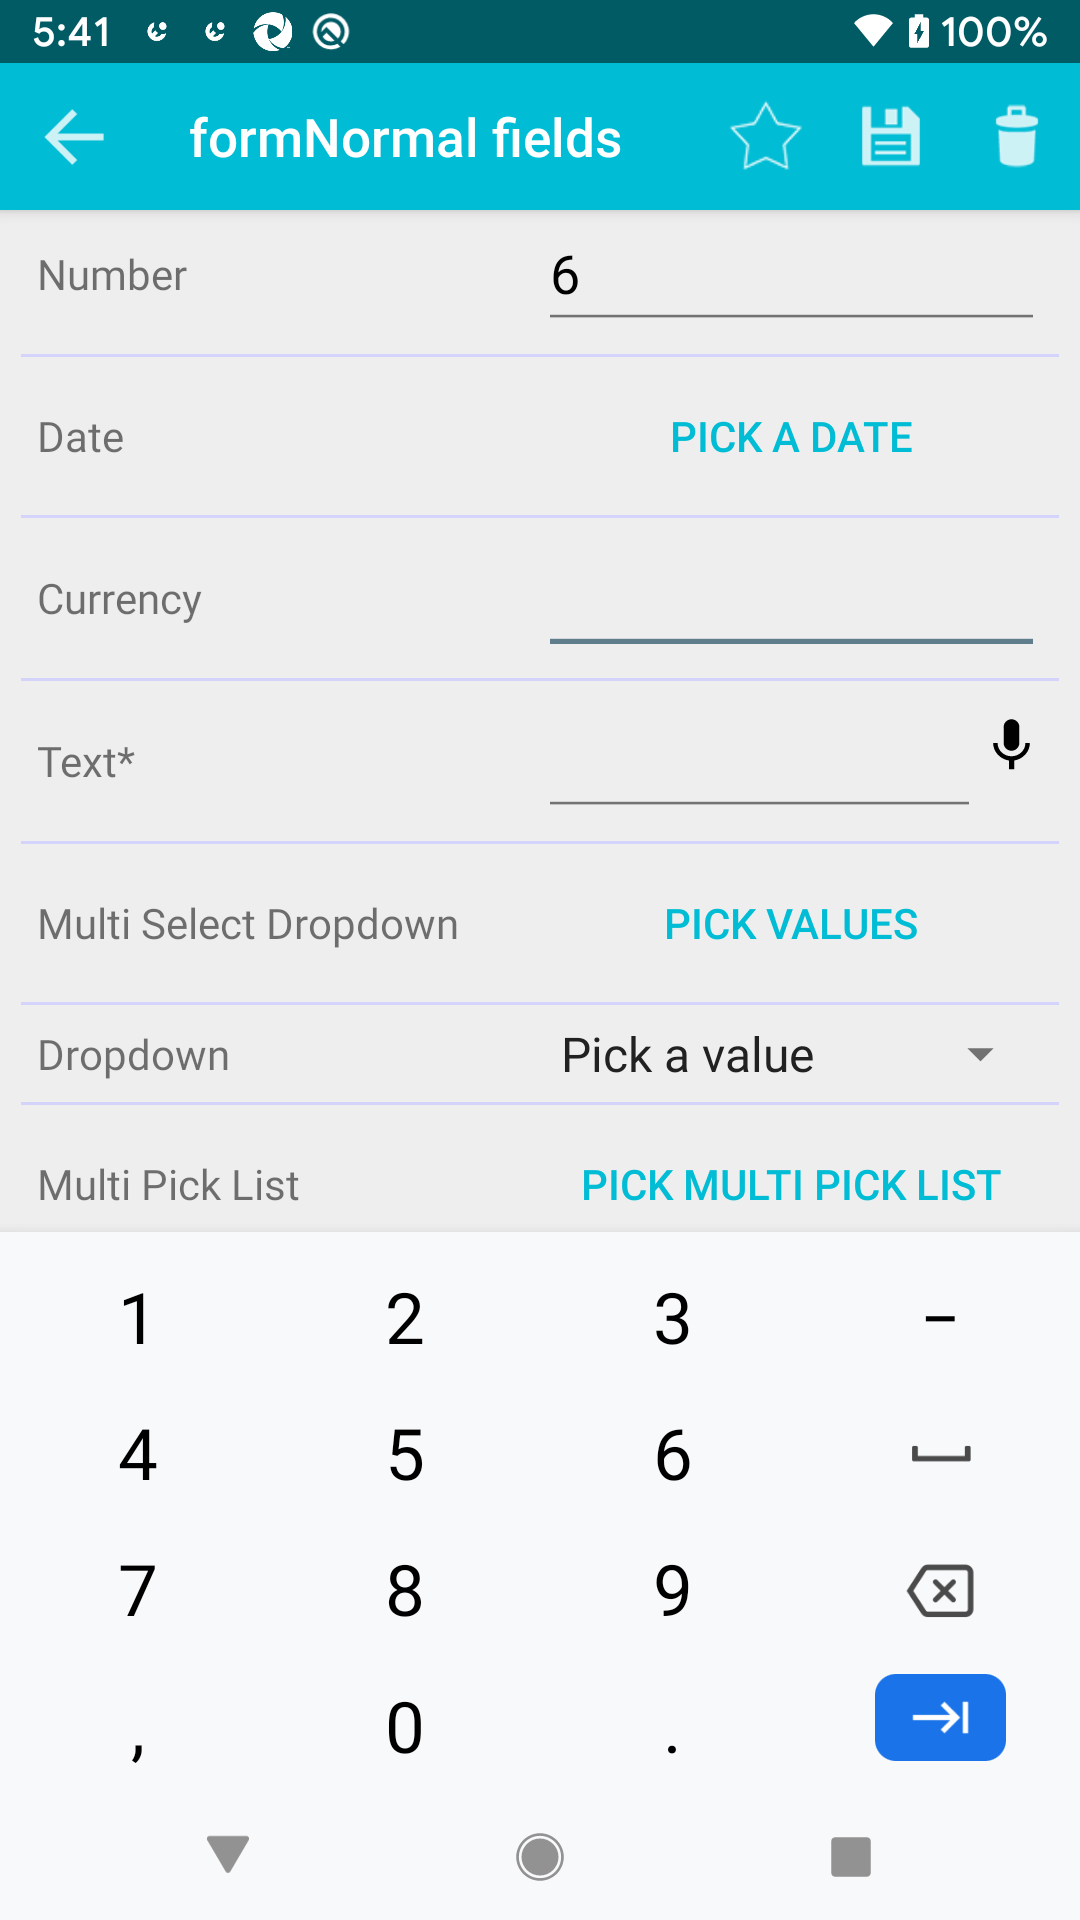 5:41 100%
formNormal fields
Number 6
Date PICK A DATE
Currency
Text*
Multi Select Dropdown PICK VALUES
Dropdown Pick a value
Multi Pick List PICK MULTI PICK LIST
1 2 3 -
4 5 6
7 8 9
, 0 .